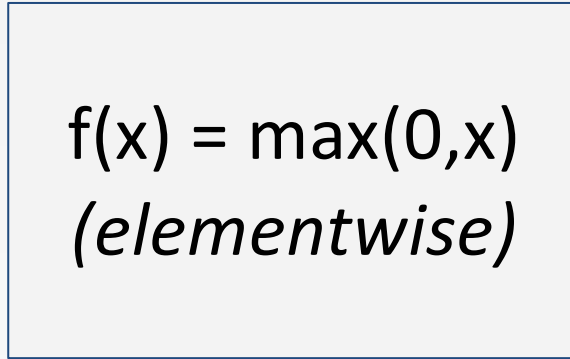 f(x) = max(0,x)
(elementwise)